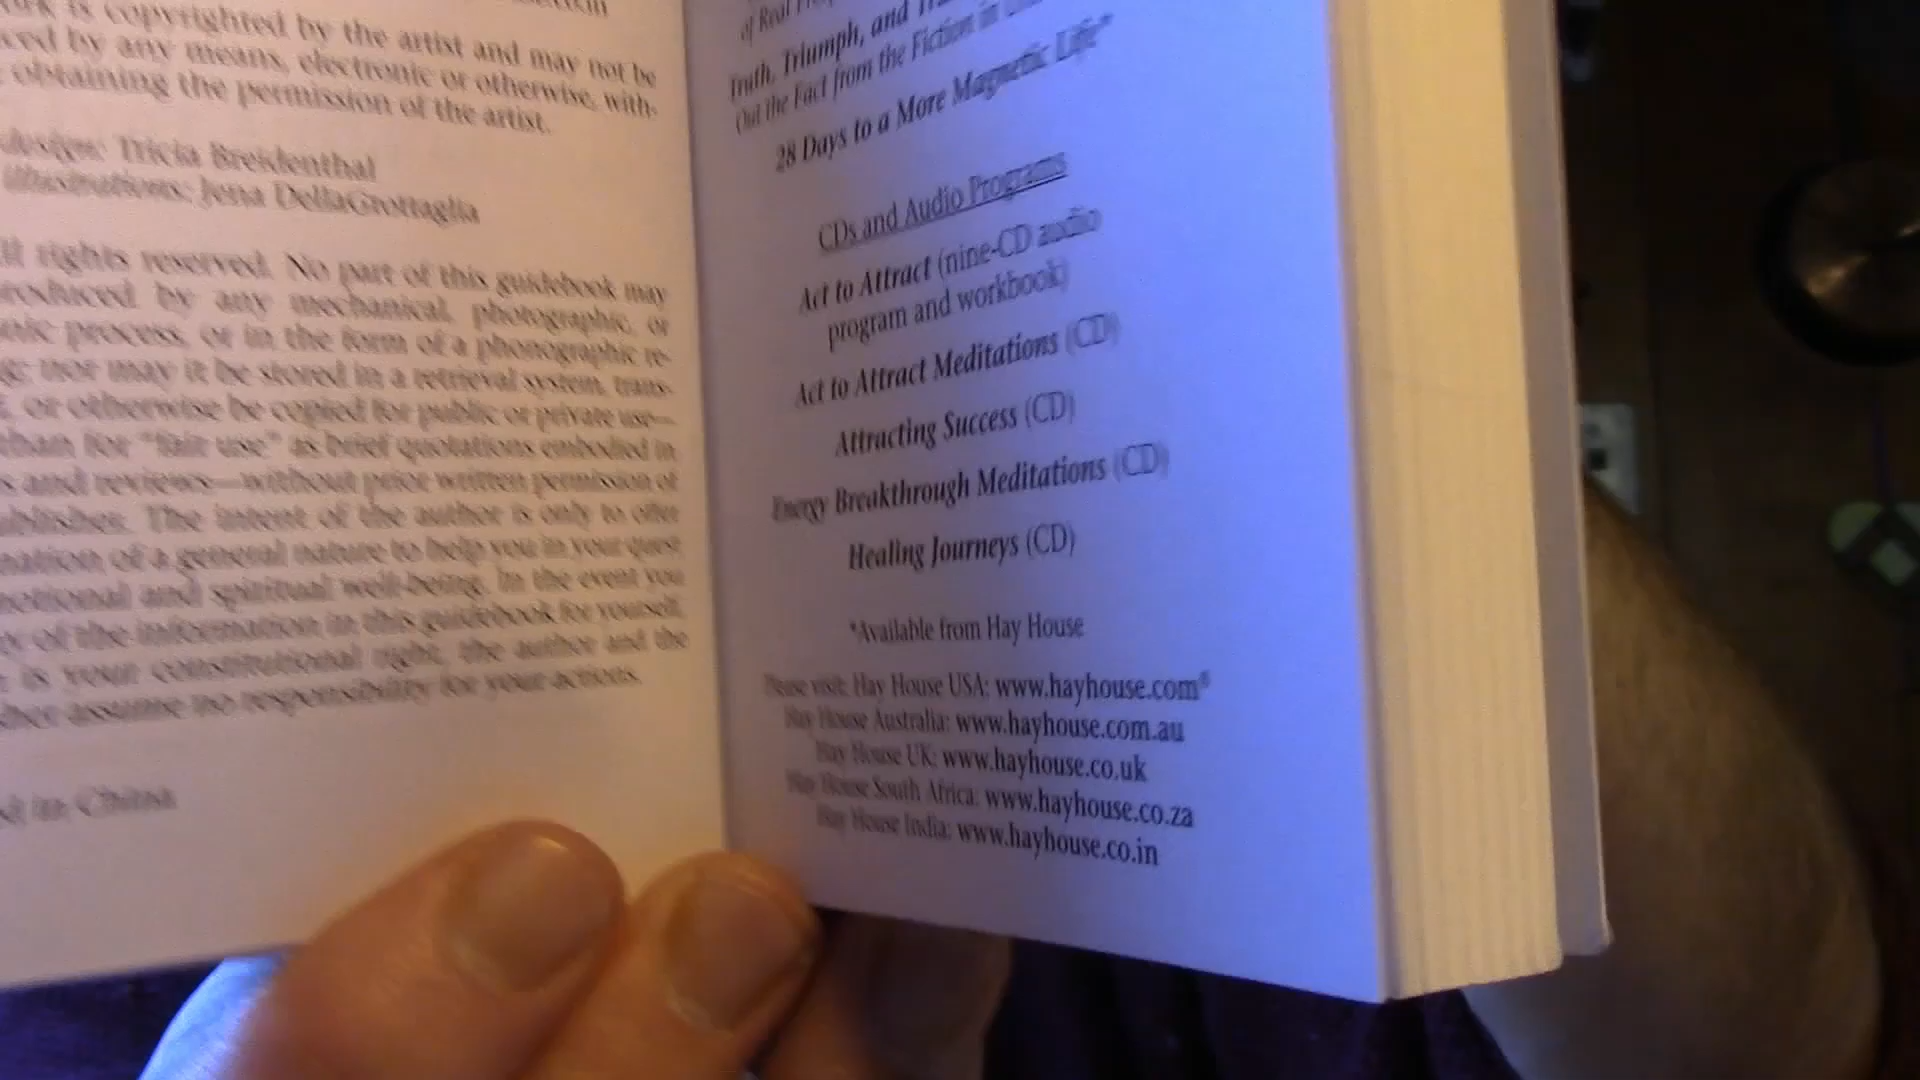 is copyrighted by the artist and may not be
by any means, electronic or otherwise, with-
obtaining the permission of the artist.
design: Tricia Breidenthal
illustrations: Jena DellaGrottaglia
rights reserved. No part of this guidebook may
by any mechanical, photographic, or
process, or in the form of a phonographic re-
nor may it be stored in a retrieval system, trans-
or otherwise be copied for public or private use—
than for "fair use" as brief quotations embodied in
and reviews—without prior written permission of
The intent of the author is only to offer
of a general nature to help you in your quest
and spiritual well-being. In the event you
of the information in this guidebook for yourself,
is your constitutional right, the author and the
assume no responsibility for your actions.
in China
of Real
Truth, Triumph, and
Out the Fact from the Fiction in
28 Days to a More Magnetic Life*
CDs and Audio Programs
Act to Attract (nine-CD audio
program and workbook)
Act to Attract Meditations (CD)
Attracting Success (CD)
Energy Breakthrough Meditations (CD)
Healing Journeys (CD)
*Available from Hay House
Please visit: Hay House USA: www.hayhouse.com®
Hay House Australia: www.hayhouse.com.au
Hay House UK: www.hayhouse.co.uk
Hay House South Africa: www.hayhouse.co.za
Hay House India: www.hayhouse.co.in